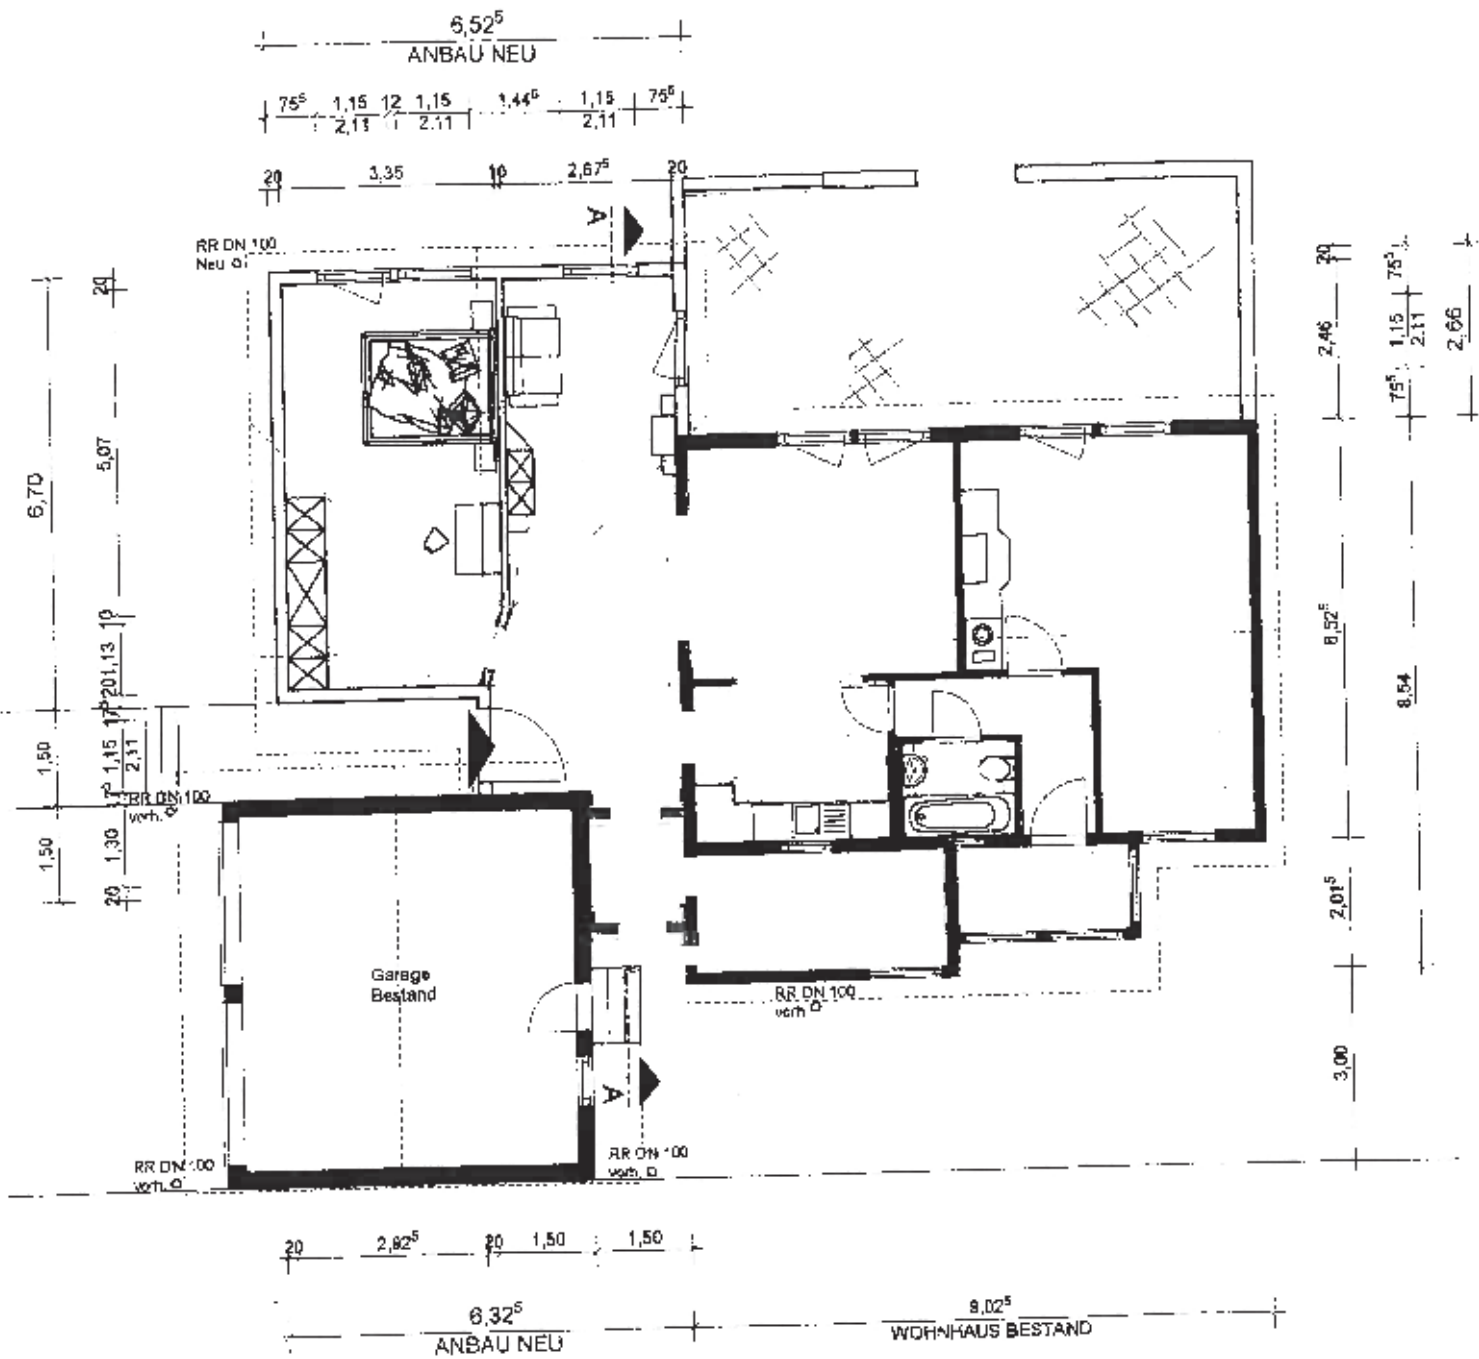 6,52⁵
ANBAU NEU
75⁵ 1,15 12 1,15 1,44⁵ 1,15 75⁵
2,11 2.11 2,11
20 3,35 10 2,67⁵ 20
A
RR DN 100
Neu
20
5,07
6,70
10
1,13
20
17⁵
1,15
2,11
7⁵
1,50
1,30
1,50
20
20
2,46
75⁵
1,15
2.11
75⁵
2,66
8,54
2,01⁵
3,00
RR DN 100
vorh.
Garage
Bestand
RR DN 100
vorh.
A
RR DN 100
vorh.
RR DN 100
vorh.
20 2,92⁵ 20 1,50 1,50
6,32⁵
ANBAU NEU
9,02⁵
WOHNHAUS BESTAND